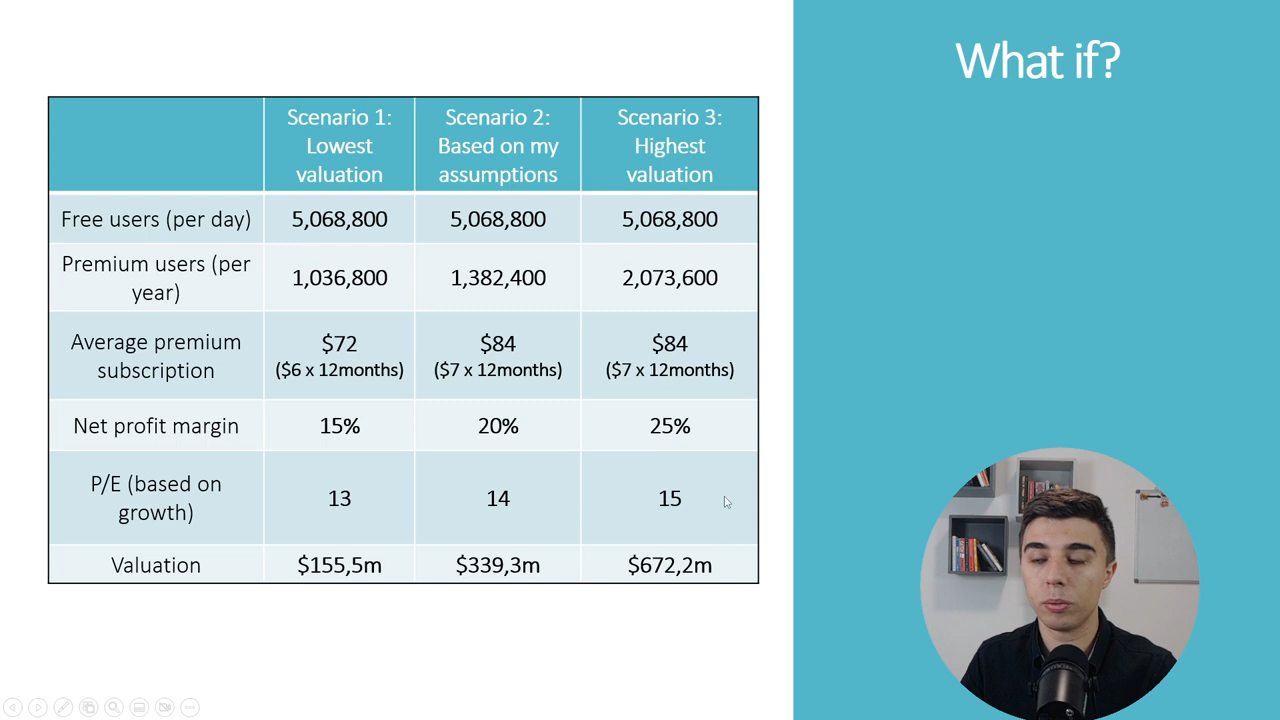 What if?
Scenario 1:
Lowest
valuation
Scenario 2:
Based on my
assumptions
Scenario 3:
Highest
valuation
Free users (per day)
5,068,800
5,068,800
5,068,800
Premium users (per
year)
1,036,800
1,382,400
2,073,600
Average premium
subscription
$72
($6 x 12months)
$84
($7 x 12months)
$84
($7 x 12months)
Net profit margin
15%
20%
25%
P/E (based on
growth)
13
14
15
Valuation
$155,5m
$339,3m
$672,2m